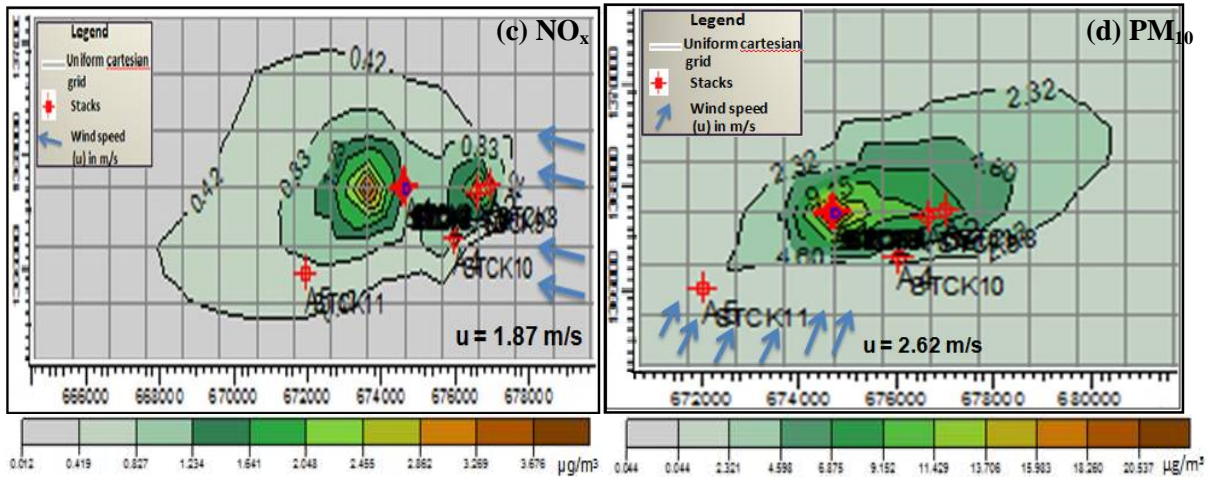 (c) NOx
Legend
Uniform cartesian
grid
Stacks
Wind speed
(u) in m/s
0.42
0.42
0.83
0.83
STCK10
STCK11
u = 1.87 m/s
666000 668000 670000 672000 674000 676000 678000
0.012 0.419 0.827 1.234 1.641 2.048 2.455 2.862 3.269 3.676 µg/m³
(d) PM10
Legend
Uniform cartesian
grid
Stacks
Wind speed
(u) in m/s
2.32
2.32
4.60
4.60
A4
STCK10
STCK11
u = 2.62 m/s
672000 674000 676000 678000 680000
0.044 0.044 2.321 4.598 6.875 9.152 11.429 13.706 15.983 18.260 20.537 µg/m³